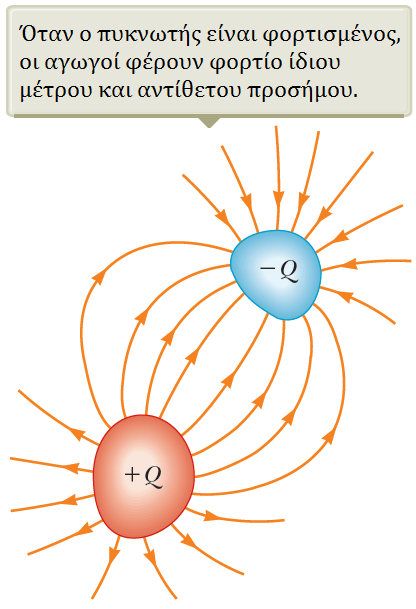 Όταν ο πυκνωτής είναι φορτισμένος,
οι αγωγοί φέρουν φορτίο ίδιου
μέτρου και αντίθετου προσήμου.
−Q
+Q